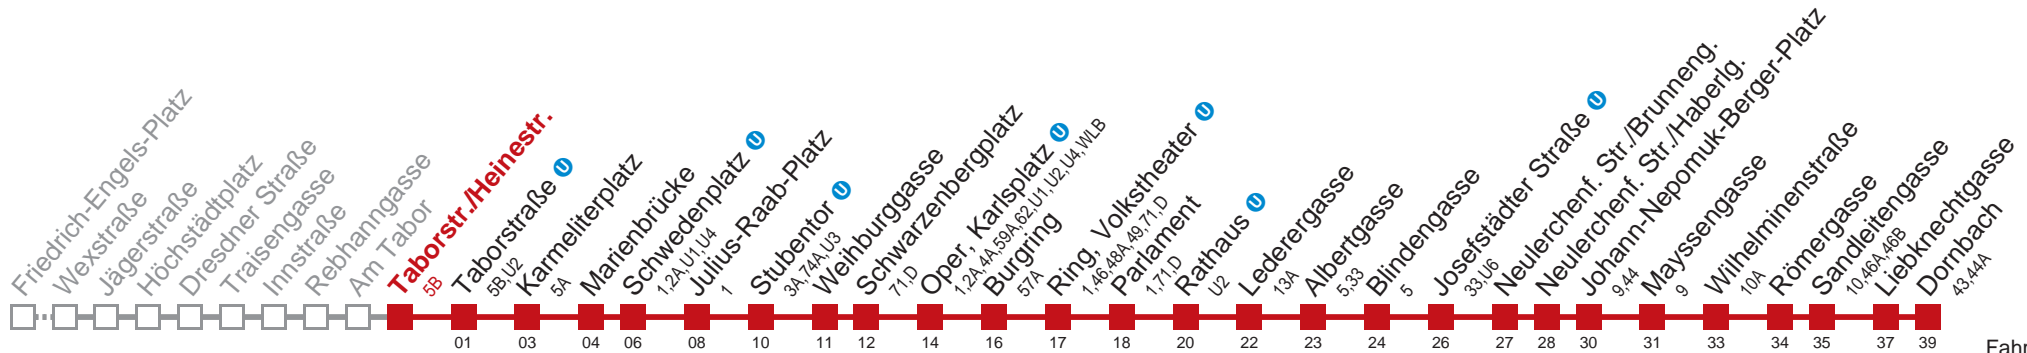 Friedrich-Engels-Platz
Wexstraße
Jägerstraße
Höchstädtplatz
Dresdner Straße
Traisengasse
Innstraße
Rebhanngasse
Am Tabor
Taborstr./Heinestr.
5B
Taborstraße U
5B,U2
Karmeliterplatz
5A
Marienbrücke
Schwedenplatz U
1,2A,U1,U4
Julius-Raab-Platz
1
Stubentor U
3A,74A,U3
Weihburggasse
Schwarzenbergplatz
71,D
Oper, Karlsplatz U
1,2A,4A,59A,62,U1,U2,U4,WLB
Burgring
57A
Ring, Volkstheater U
1,46,48A,49,71,D
Parlament
1,71,D
Rathaus U
U2
Lederergasse
13A
Albertgasse
5,33
Blindengasse
5
Josefstädter Straße U
33,U6
Neulerchenf. Str./Brunneng.
Neulerchenf. Str./Haberlg.
Johann-Nepomuk-Berger-Platz
9,44
Mayssengasse
9
Wilhelminenstraße
10A
Römergasse
Sandleitengasse
10,46A,46B
Liebknechtgasse
Dornbach
43,44A
01 03 04 06 08 10 11 12 14 16 17 18 20 22 23 24 26 27 28 30 31 33 34 35 37 39
Fahr